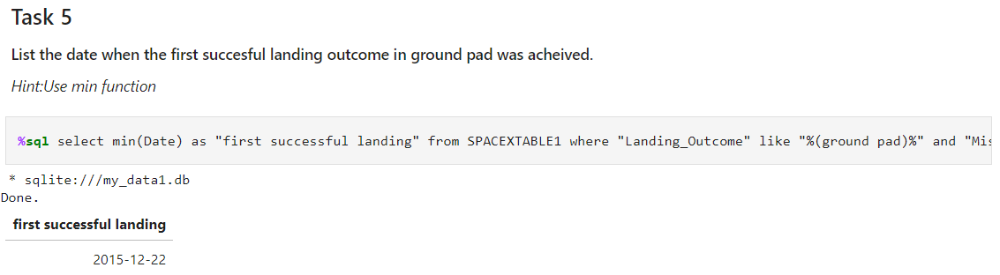 Task 5
List the date when the first succesful landing outcome in ground pad was acheived.
Hint:Use min function
%sql select min(Date) as "first successful landing" from SPACEXTABLE1 where "Landing_Outcome" like "%(ground pad)%" and "Mis
* sqlite:///my_data1.db
Done.
first successful landing
2015-12-22